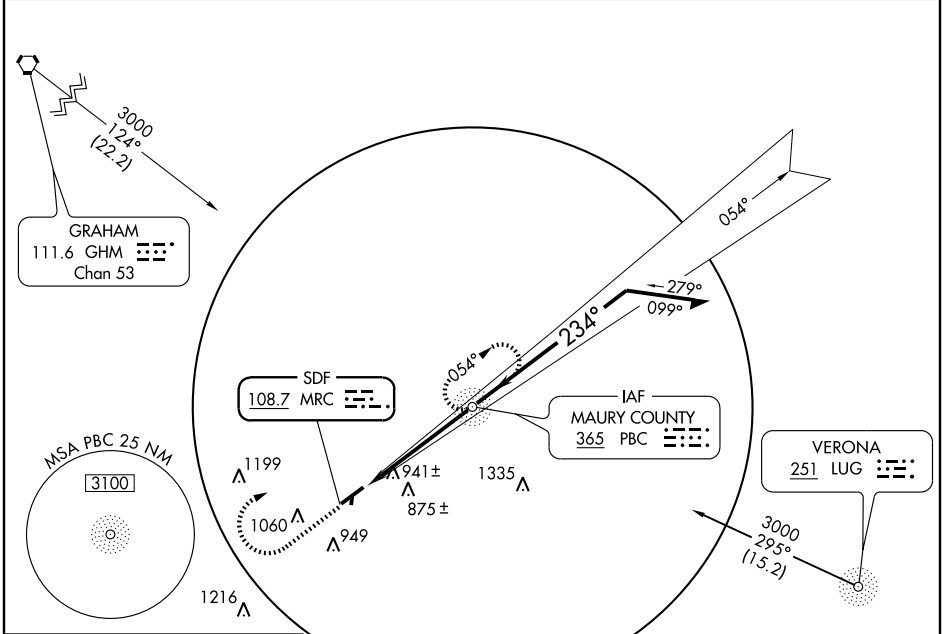 3000
124°
(22.2)
GRAHAM
111.6 GHM
Chan 53
054°
279°
099°
234°
054°
SDF
108.7 MRC
IAF
MAURY COUNTY
365 PBC
VERONA
251 LUG
MSA PBC 25 NM
3100
1199
941±
1335
875±
1060
949
3000
295°
(15.2)
1216